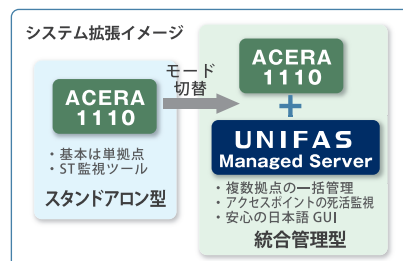 システム拡張イメージ
ACERA
1110
・基本は単拠点
・ST監視ツール
スタンドアロン型
モード
切替
ACERA
1110
+
UNIFAS
Managed Server
・複数拠点の一括管理
・アクセスポイントの死活監視
・安心の日本語GUI
統合管理型